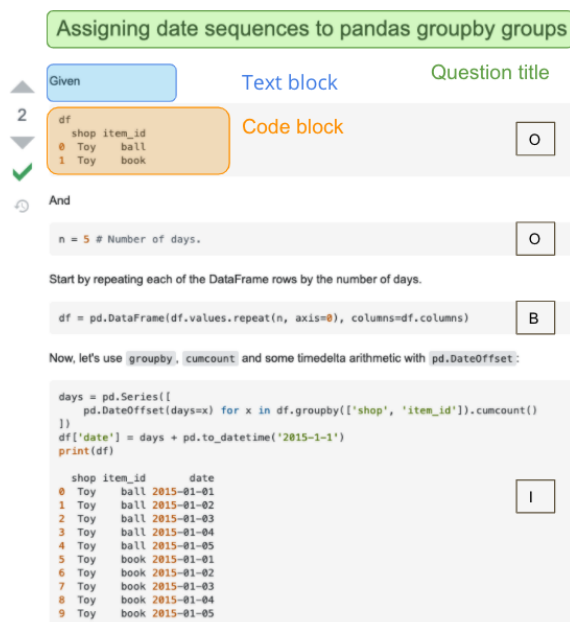 Assigning date sequences to pandas groupby groups
Given
Text block
Question title
2
df
shop item_id
0 Toy ball
1 Toy book
Code block
O
And
n = 5 # Number of days.
O
Start by repeating each of the DataFrame rows by the number of days.
df = pd.DataFrame(df.values.repeat(n, axis=0), columns=df.columns)
B
Now, let's use groupby, cumcount and some timedelta arithmetic with pd.DateOffset:
days = pd.Series([
pd.DateOffset(days=x) for x in df.groupby(['shop', 'item_id']).cumcount()
])
df['date'] = days + pd.to_datetime('2015-1-1')
print(df)
shop item_id date
0 Toy ball 2015-01-01
1 Toy ball 2015-01-02
2 Toy ball 2015-01-03
3 Toy ball 2015-01-04
4 Toy ball 2015-01-05
5 Toy book 2015-01-01
6 Toy book 2015-01-02
7 Toy book 2015-01-03
8 Toy book 2015-01-04
9 Toy book 2015-01-05
I